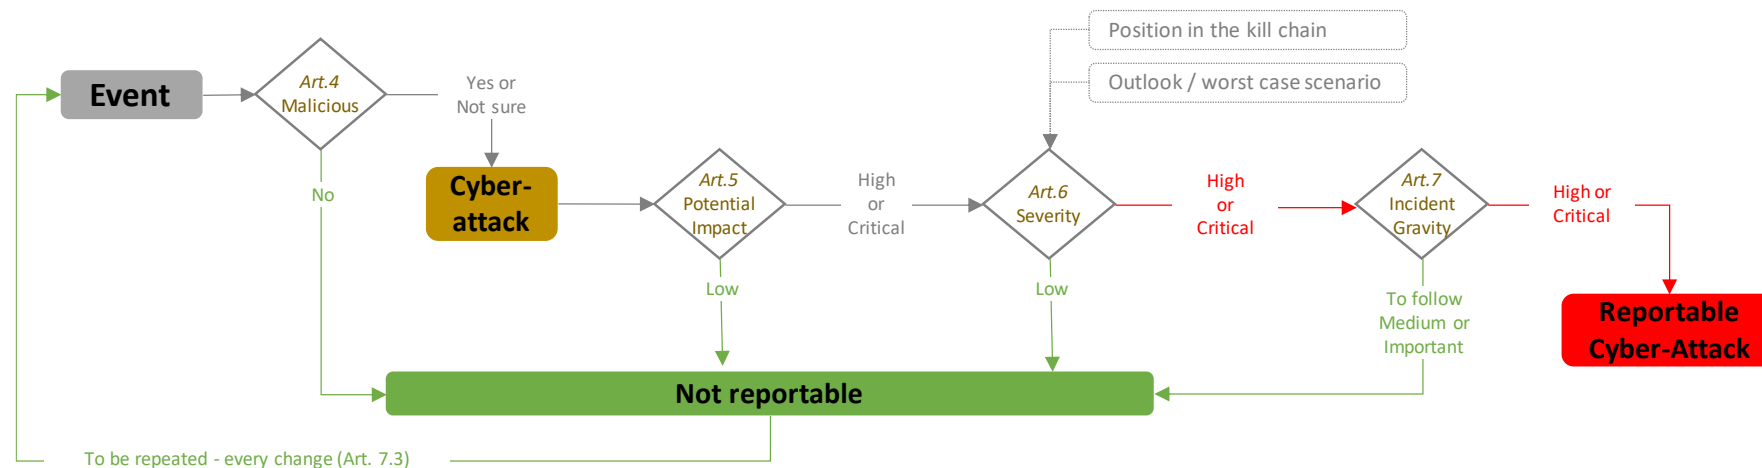 Event
Art.4
Malicious
Yes or
Not sure
No
Cyber-
attack
Art.5
Potential
Impact
High
or
Critical
Low
Position in the kill chain
Outlook / worst case scenario
Art.6
Severity
High
or
Critical
Low
Art.7
Incident
Gravity
High or
Critical
To follow
Medium or
Important
Reportable
Cyber-Attack
Not reportable
To be repeated - every change (Art. 7.3)